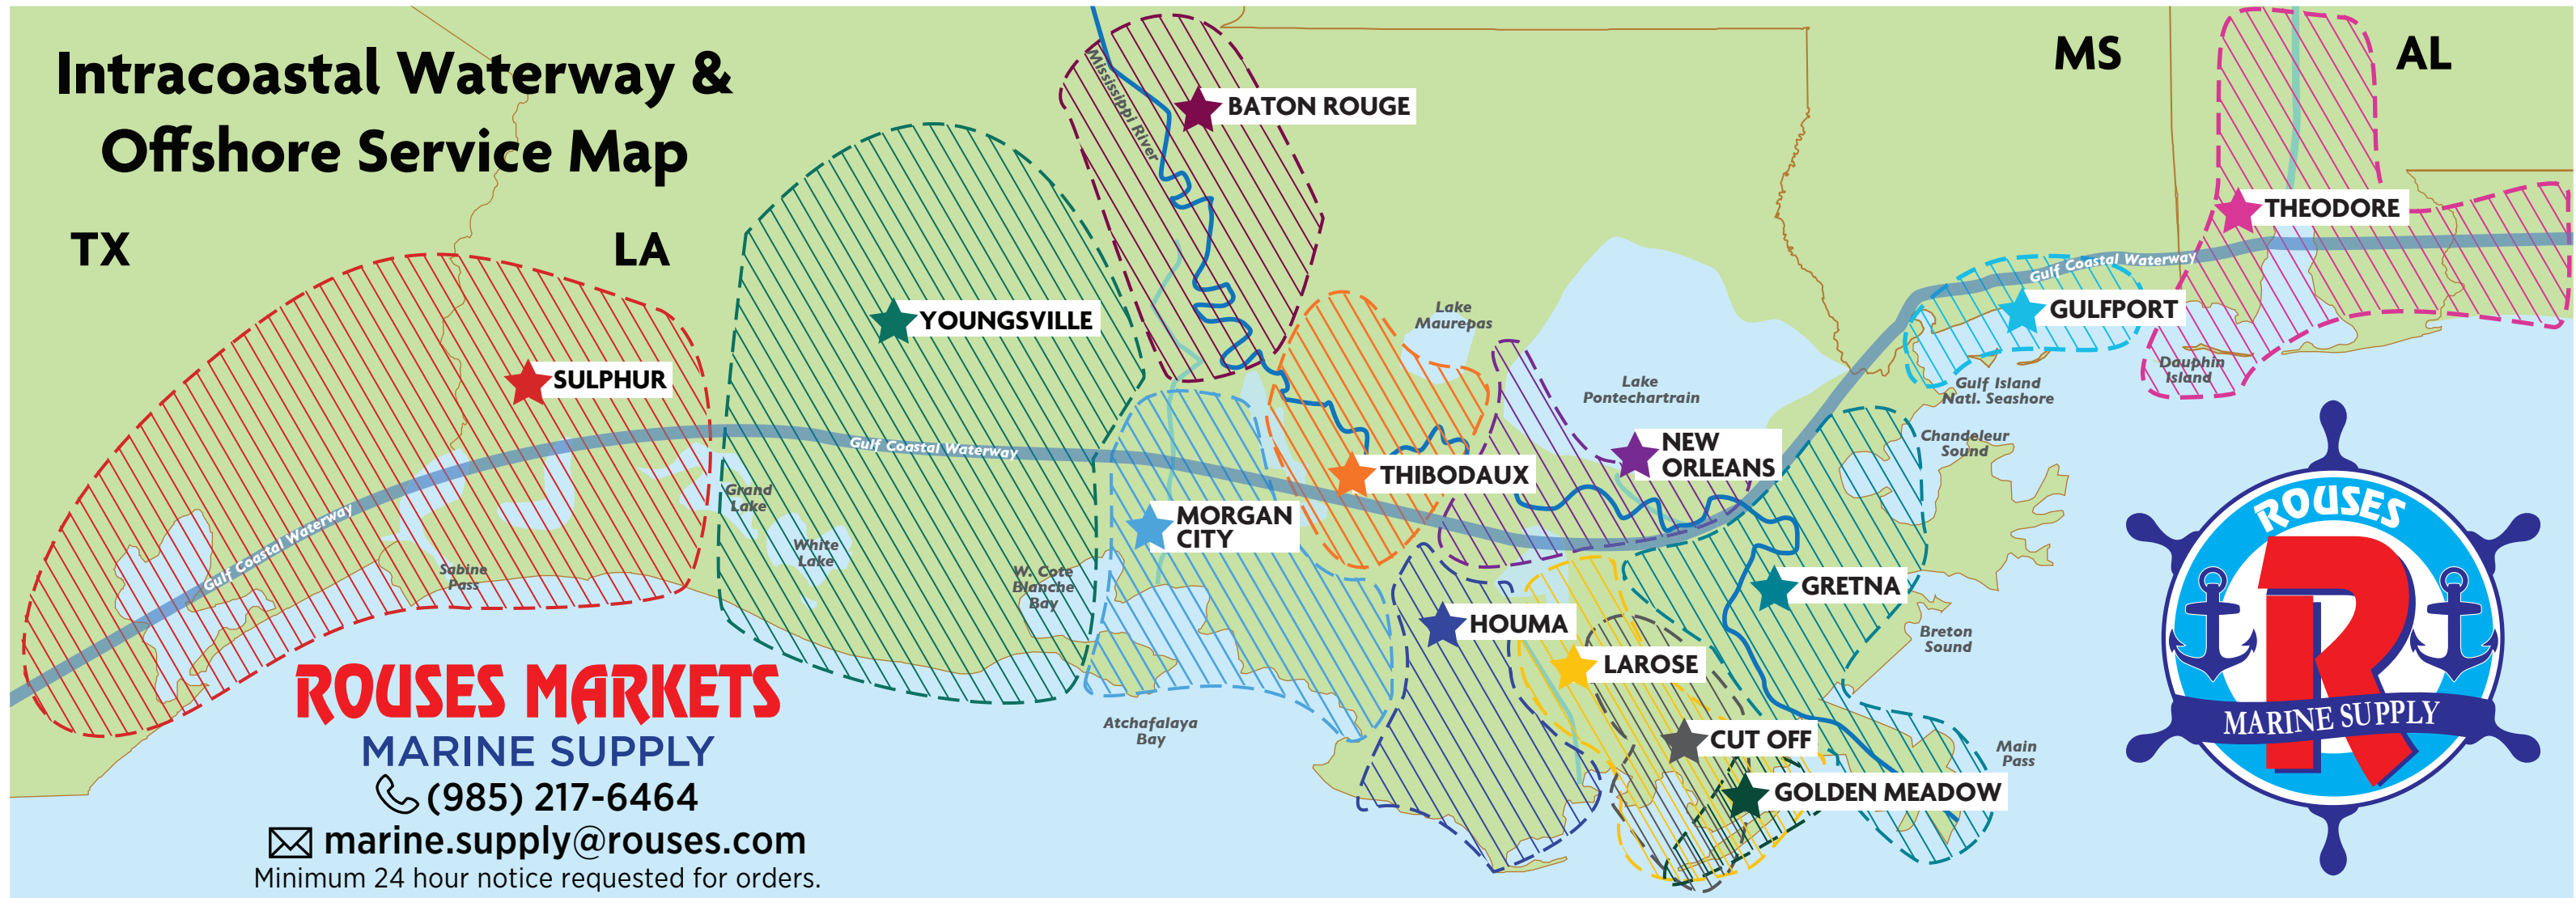 Intracoastal Waterway &
Offshore Service Map
TX
LA
MS
AL
Mississippi River
BATON ROUGE
THEODORE
YOUNGSVILLE
SULPHUR
Lake
Maurepas
Lake
Pontechartrain
Gulf Coastal Waterway
GULFPORT
Dauphin
Island
Gulf Island
Natl. Seashore
Chandeleur
Sound
Gulf Coastal Waterway
Gulf Coastal Waterway
Grand
Lake
White
Lake
Sabine
Pass
W. Cote
Blanche
Bay
THIBODAUX
NEW
ORLEANS
MORGAN
CITY
HOUMA
GRETNA
LAROSE
Breton
Sound
CUT OFF
GOLDEN MEADOW
Main
Pass
Atchafalaya
Bay
ROUSES MARKETS
MARINE SUPPLY
(985) 217-6464
marine.supply@rouses.com
Minimum 24 hour notice requested for orders.
ROUSES
R
MARINE SUPPLY